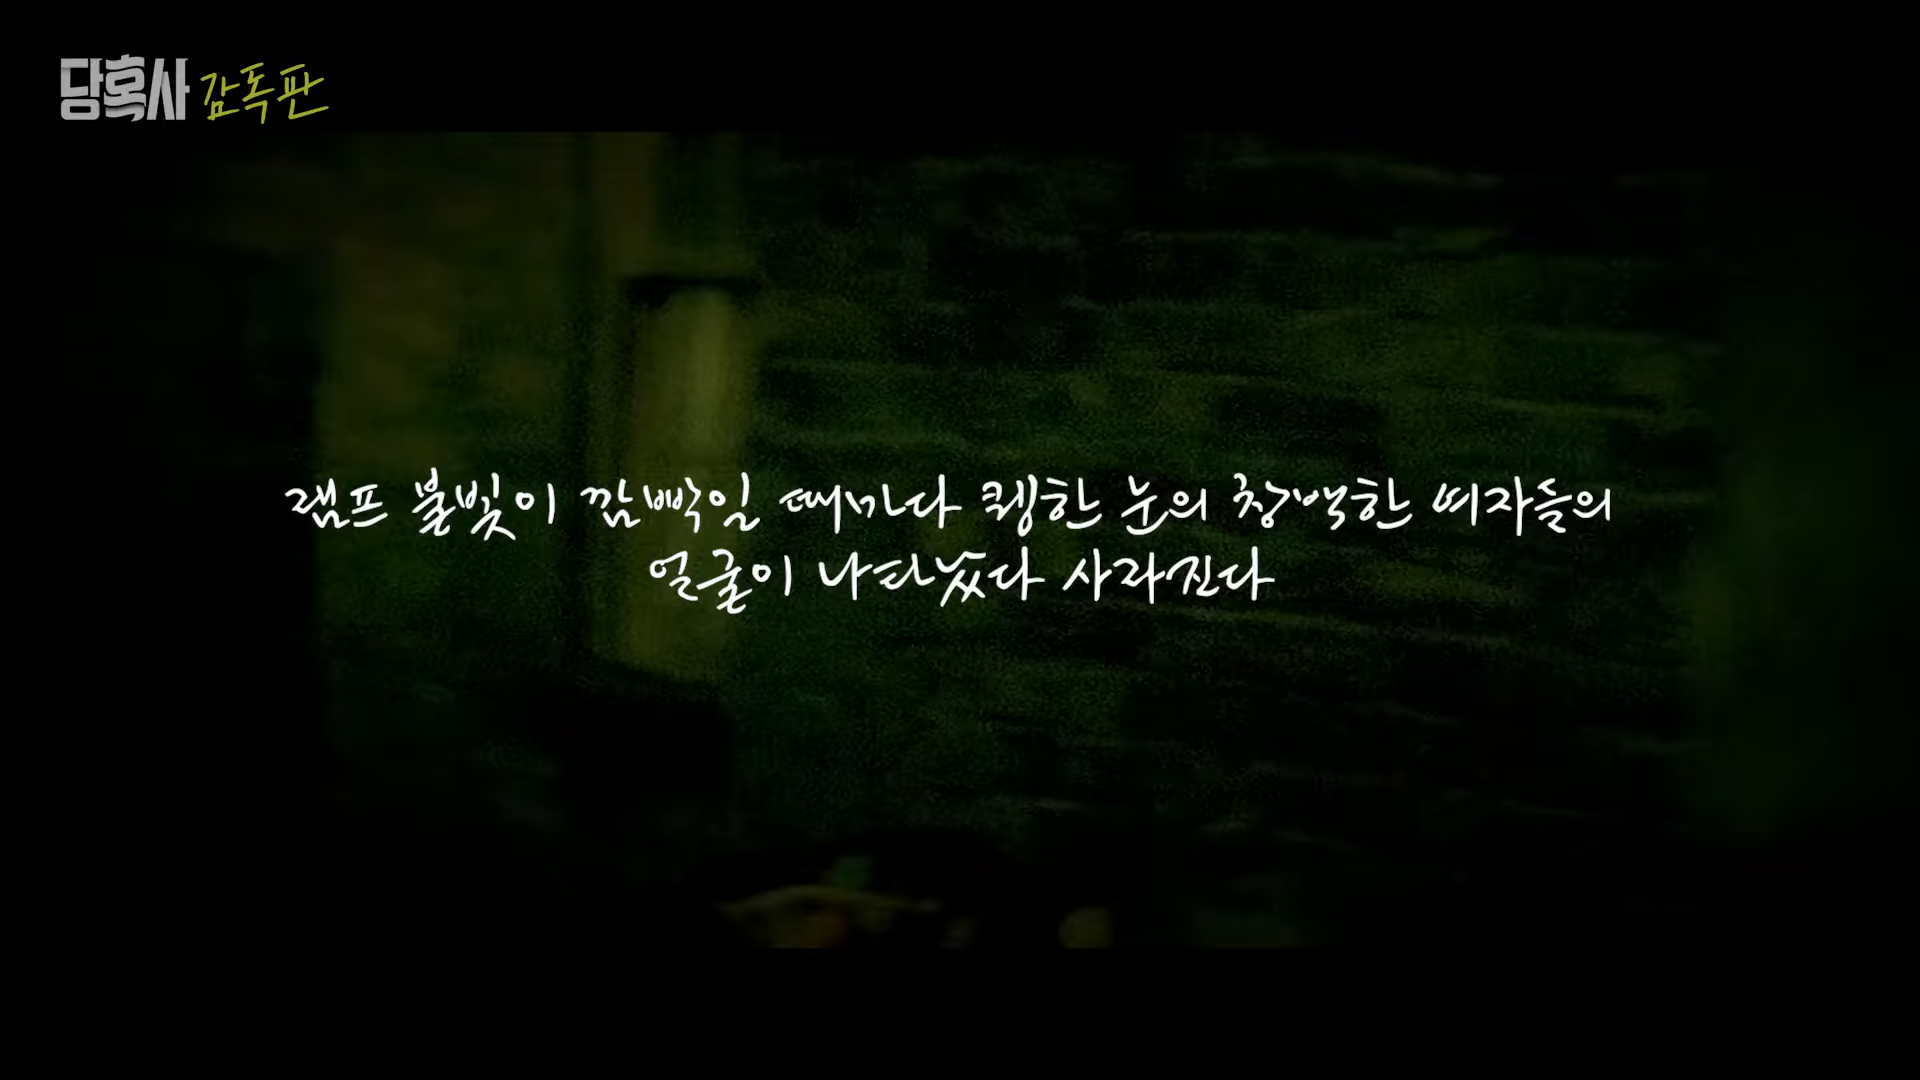 당혹사 감독판
램프 불빛이 깜빡일 때마다 퀭한 눈의 창백한 여자들의
얼굴이 나타났다 사라진다